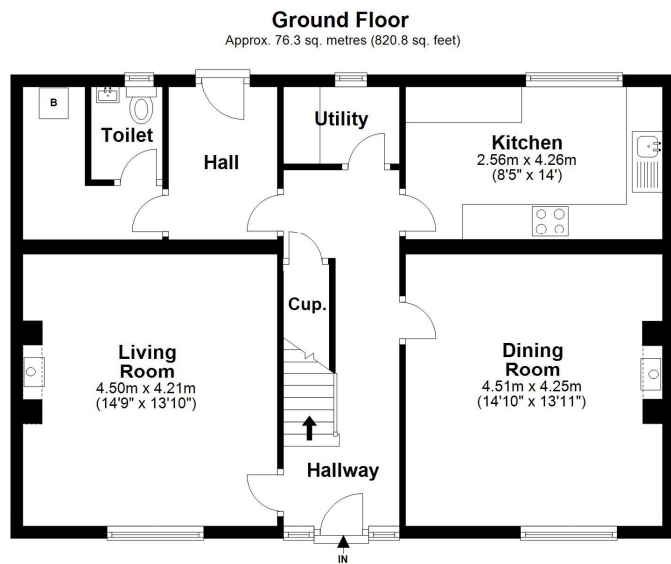 Ground Floor
Approx. 76.3 sq. metres (820.8 sq. feet)
B
Toilet
Hall
Utility
Kitchen
2.56m x 4.26m
(8'5" x 14')
Cup.
Living
Room
4.50m x 4.21m
(14'9" x 13'10")
Dining
Room
4.51m x 4.25m
(14'10" x 13'11")
Hallway
IN